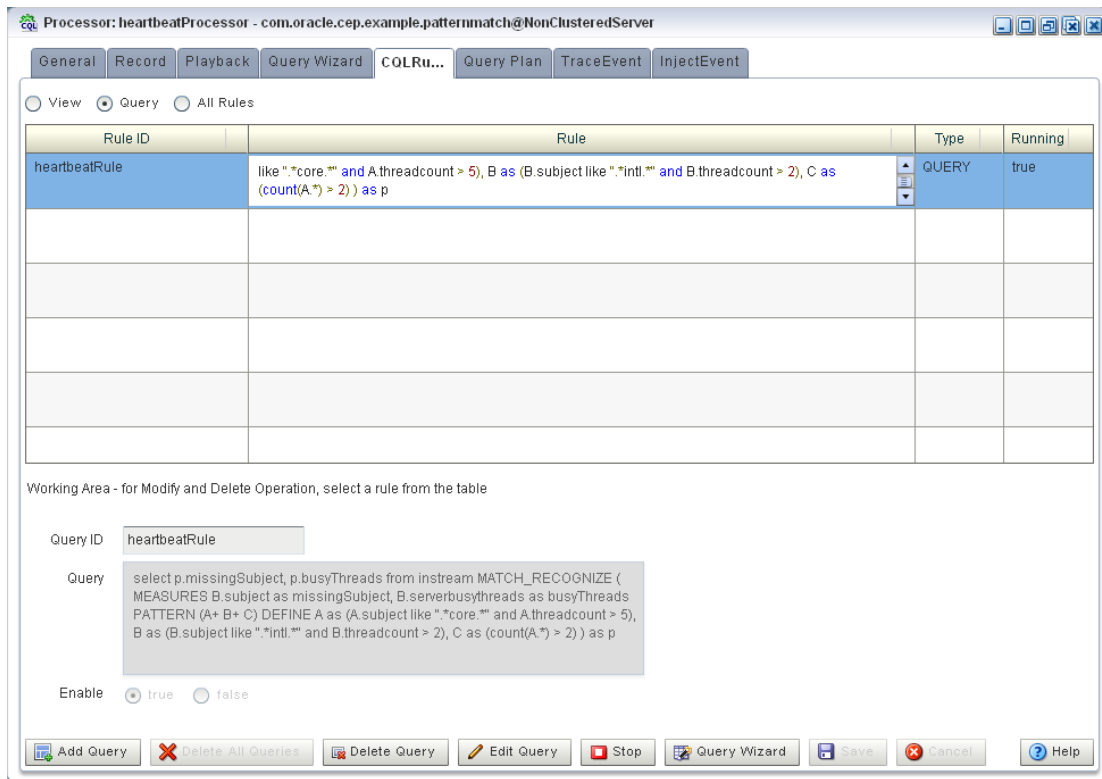 CQL Processor: heartbeatProcessor - com.oracle.cep.example.patternmatch@NonClusteredServer
General Record Playback Query Wizard CQLRu... Query Plan TraceEvent InjectEvent
View Query All Rules
Rule ID Rule Type Running
heartbeatRule like ".*core.*" and A.threadcount > 5), B as (B.subject like ".*intl.*" and B.threadcount > 2), C as QUERY true
(count(A.*) > 2) ) as p
Working Area - for Modify and Delete Operation, select a rule from the table
Query ID heartbeatRule
Query select p.missingSubject, p.busyThreads from instream MATCH_RECOGNIZE (
MEASURES B.subject as missingSubject, B.serverbusythreads as busyThreads
PATTERN (A+ B+ C) DEFINE A as (A.subject like ".*core.*" and A.threadcount > 5),
B as (B.subject like ".*intl.*" and B.threadcount > 2), C as (count(A.*) > 2) ) as p
Enable true false
Add Query Delete All Queries Delete Query Edit Query Stop Query Wizard Save Cancel Help